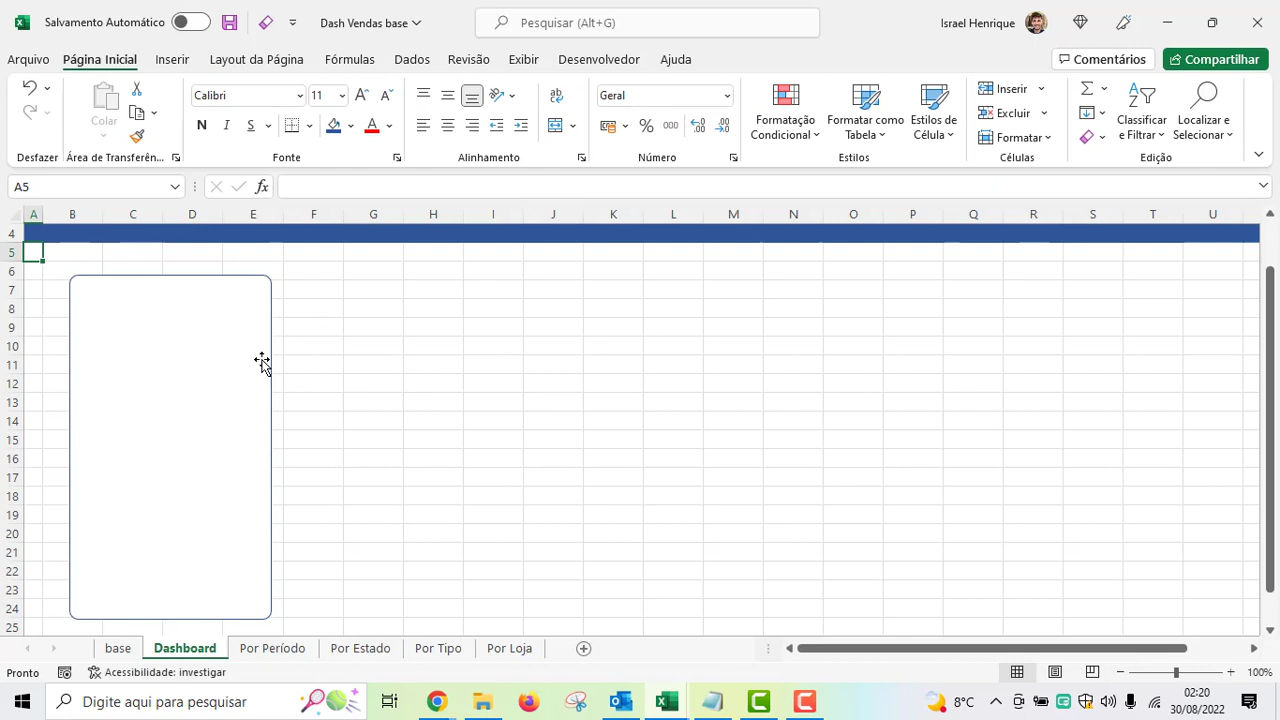 Salvamento Automático
Dash Vendas base
Pesquisar (Alt+G)
Israel Henrique
Arquivo
Página Inicial
Inserir
Layout da Página
Fórmulas
Dados
Revisão
Exibir
Desenvolvedor
Ajuda
Comentários
Compartilhar
Colar
Calibri
11
N I S
Geral
Formatação Condicional
Formatar como Tabela
Estilos de Célula
Inserir
Excluir
Formatar
Classificar e Filtrar
Localizar e Selecionar
Desfazer
Área de Transferên...
Fonte
Alinhamento
Número
Estilos
Células
Edição
A5
A B C D E F G H I J K L M N O P Q R S T U
4
5
6
7
8
9
10
11
12
13
14
15
16
17
18
19
20
21
22
23
24
25
base
Dashboard
Por Período
Por Estado
Por Tipo
Por Loja
Pronto
Acessibilidade: investigar
100%
Digite aqui para pesquisar
8°C
02:20
30/08/2022